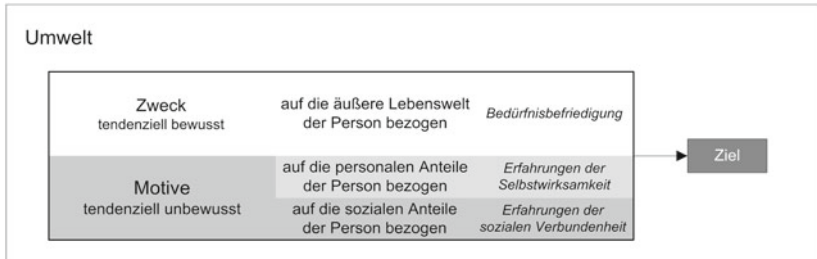 Umwelt
Zweck
tendenziell bewusst
auf die äußere Lebenswelt
der Person bezogen
Bedürfnisbefriedigung
Motive
tendenziell unbewusst
auf die personalen Anteile
der Person bezogen
Erfahrungen der
Selbstwirksamkeit
auf die sozialen Anteile
der Person bezogen
Erfahrungen der
sozialen Verbundenheit
Ziel